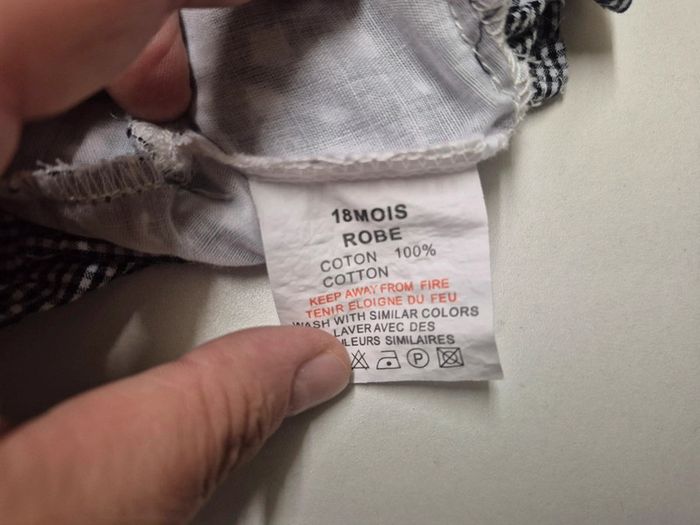 18MOIS
ROBE
COTON 100%
COTTON
KEEP AWAY FROM FIRE
TENIR ELOIGNE DU FEU
WASH WITH SIMILAR COLORS
LAVER AVEC DES
SIMILAIRES
P